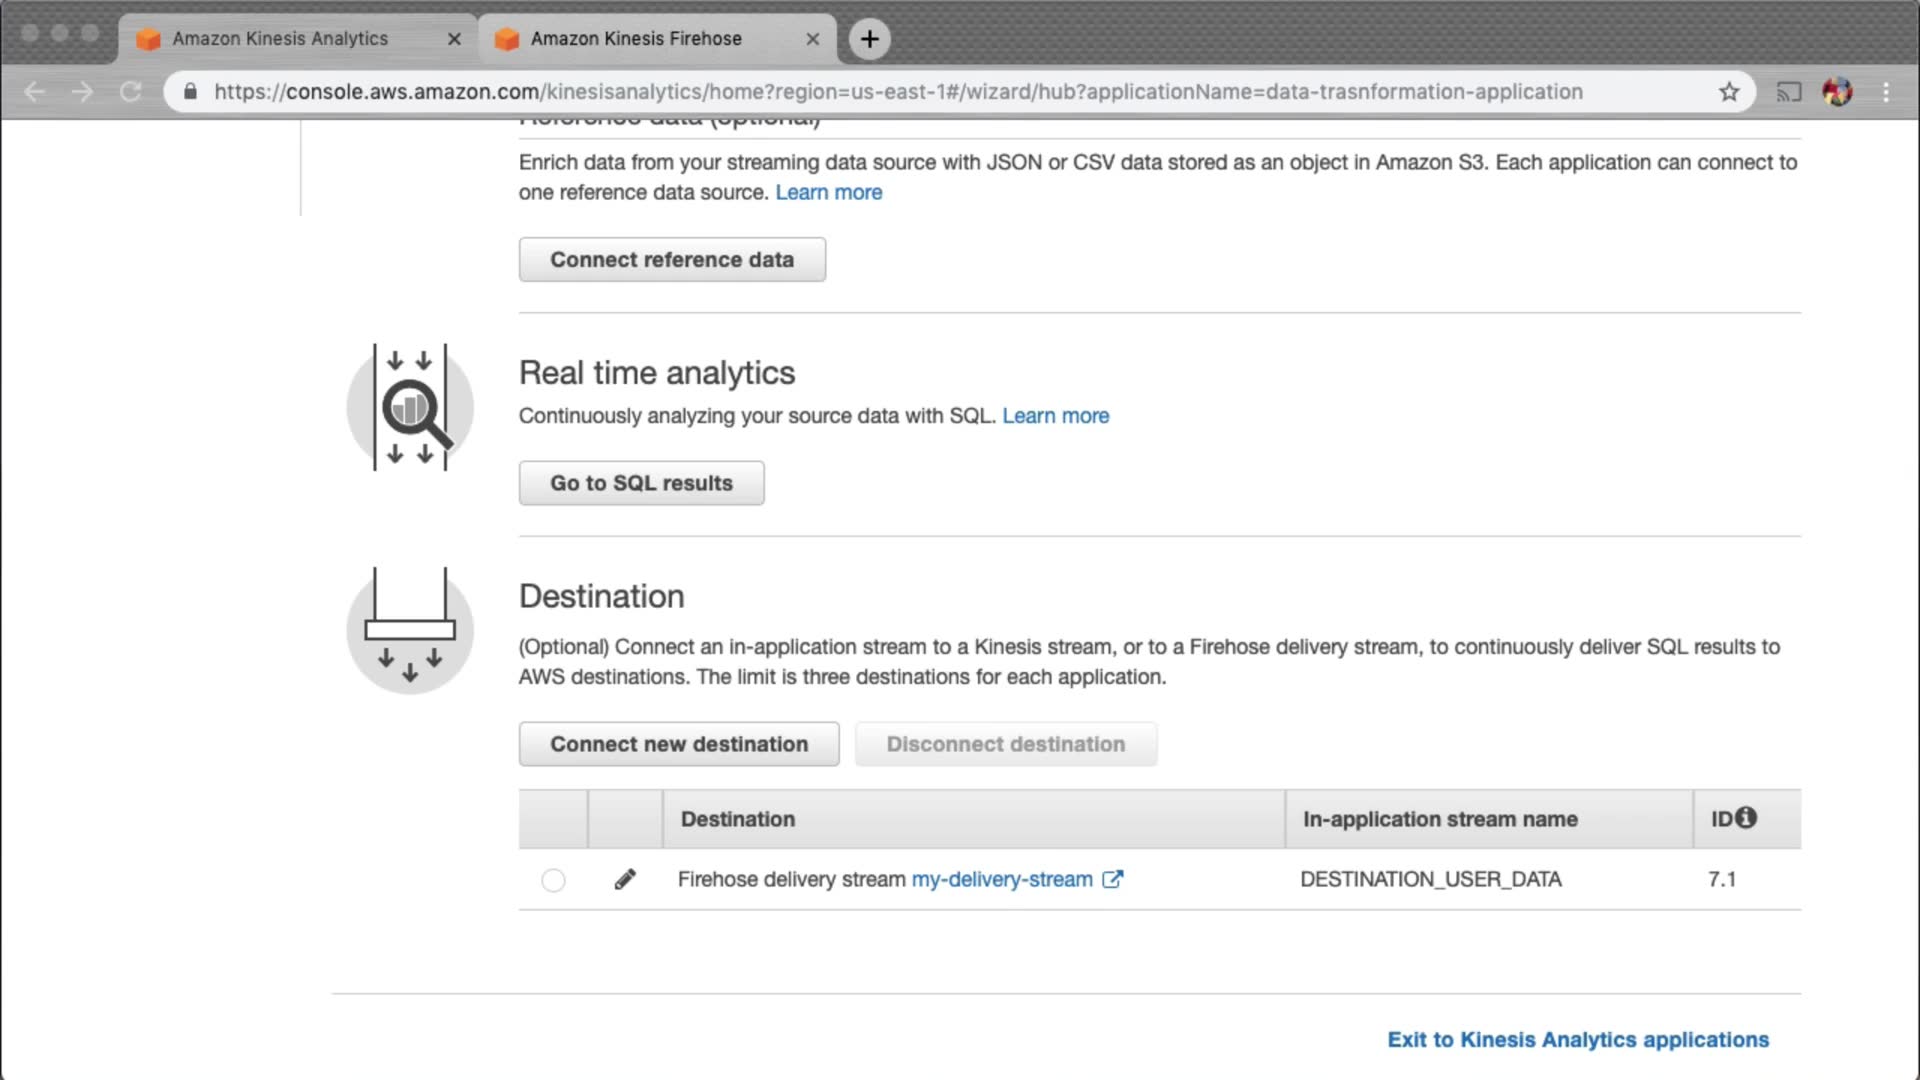 Amazon Kinesis Analytics
Amazon Kinesis Firehose
https://console.aws.amazon.com/kinesisanalytics/home?region=us-east-1#/wizard/hub?applicationName=data-trasnformation-application
Reference data (optional)
Enrich data from your streaming data source with JSON or CSV data stored as an object in Amazon S3. Each application can connect to
one reference data source. Learn more
Connect reference data
Real time analytics
Continuously analyzing your source data with SQL. Learn more
Go to SQL results
Destination
(Optional) Connect an in-application stream to a Kinesis stream, or to a Firehose delivery stream, to continuously deliver SQL results to
AWS destinations. The limit is three destinations for each application.
Connect new destination
Disconnect destination
Destination
In-application stream name
ID
Firehose delivery stream my-delivery-stream
DESTINATION_USER_DATA
7.1
Exit to Kinesis Analytics applications